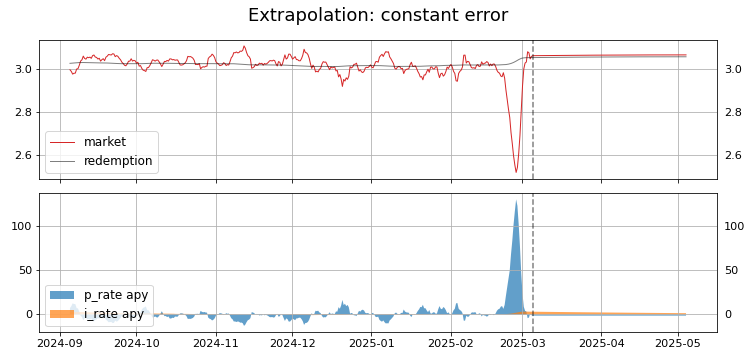 Extrapolation: constant error
3.0 3.0
2.8 2.8
2.6 2.6
market
redemption
100 100
50 50
0 0
p_rate apy
i_rate apy
2024-09 2024-10 2024-11 2024-12 2025-01 2025-02 2025-03 2025-04 2025-05